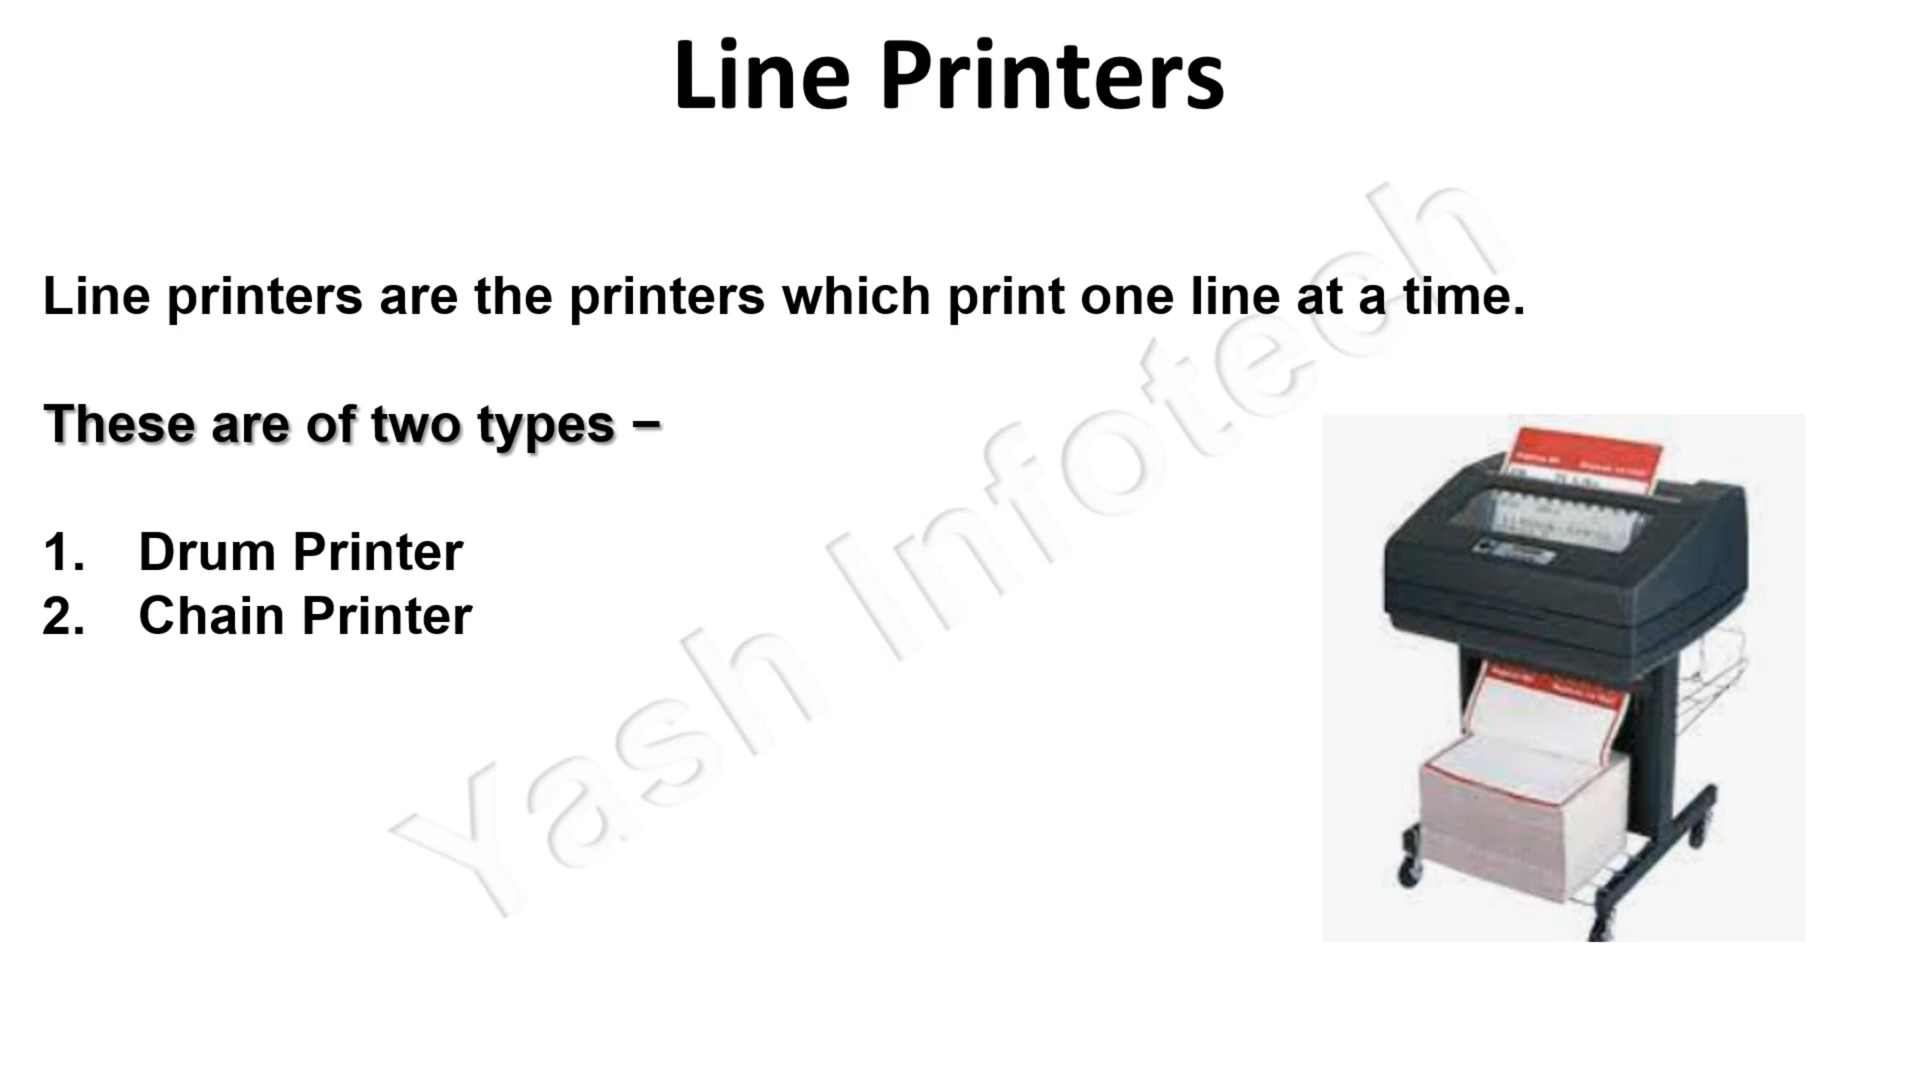 Line Printers
Line printers are the printers which print one line at a time.
These are of two types –
1. Drum Printer
2. Chain Printer
Yash Infotech